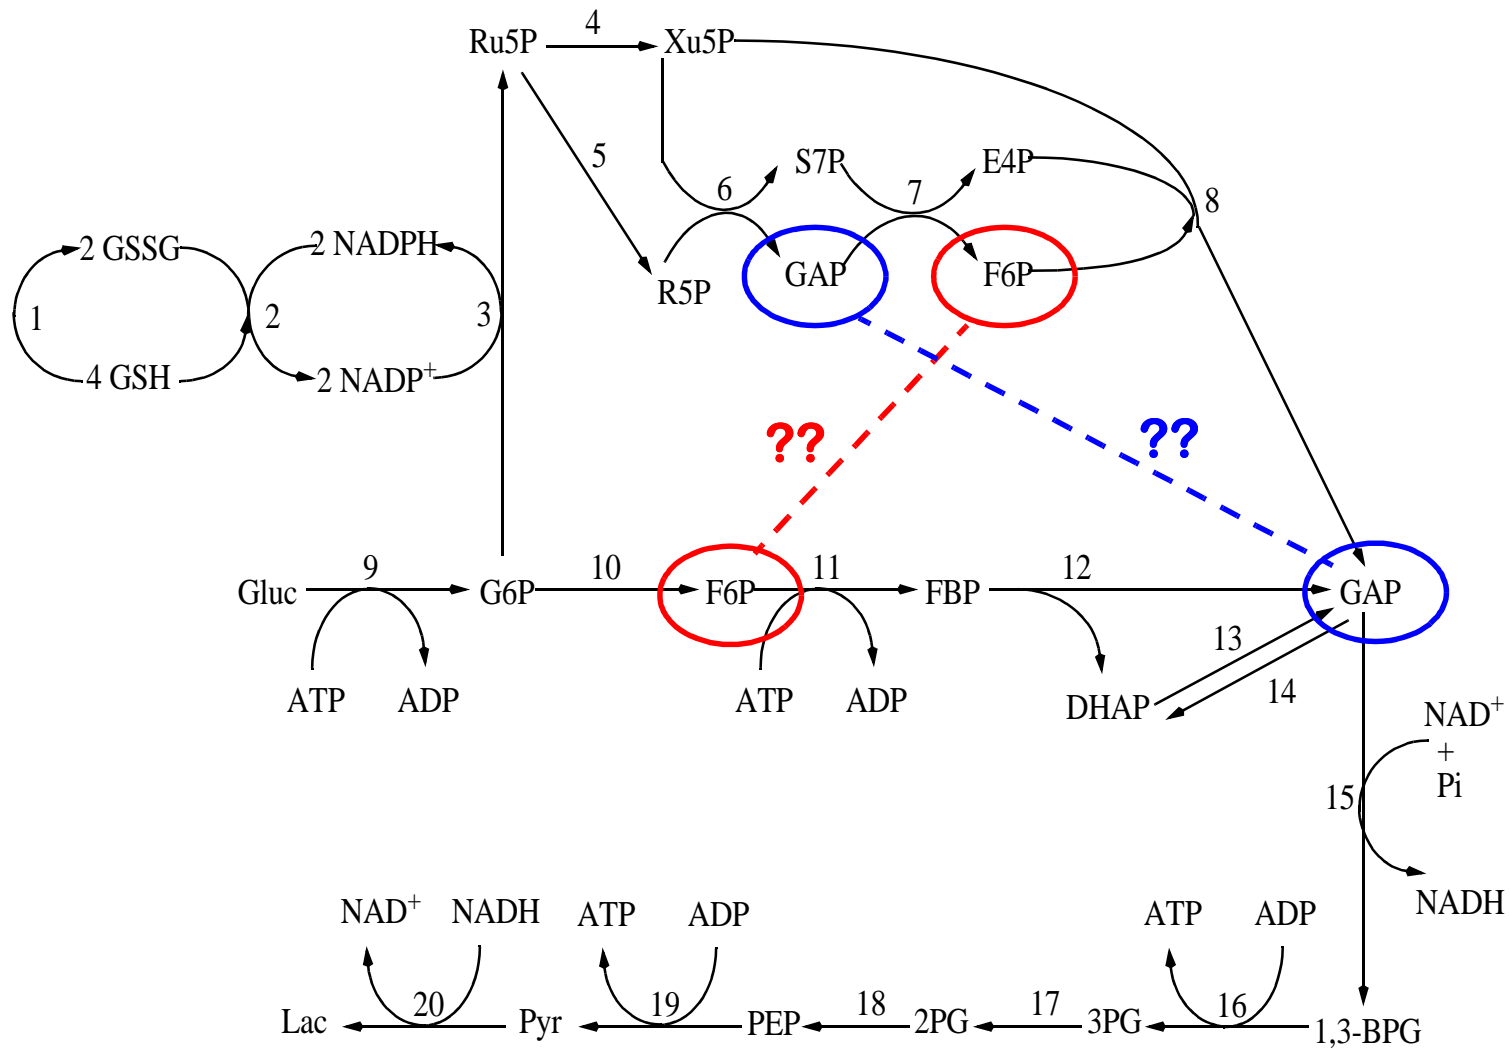 Ru5P 4 Xu5P
5 S7P E4P
6 7 8
2 GSSG 2 NADPH
R5P GAP F6P
1 2 3
4 GSH 2 NADP+
?? ??
9 10 11 12
Gluc G6P F6P FBP GAP
13
14
ATP ADP ATP ADP DHAP
NAD+
+
Pi
15
NADH
NAD+ NADH ATP ADP ATP ADP
20 19 18 17 16
Lac Pyr PEP 2PG 3PG 1,3-BPG